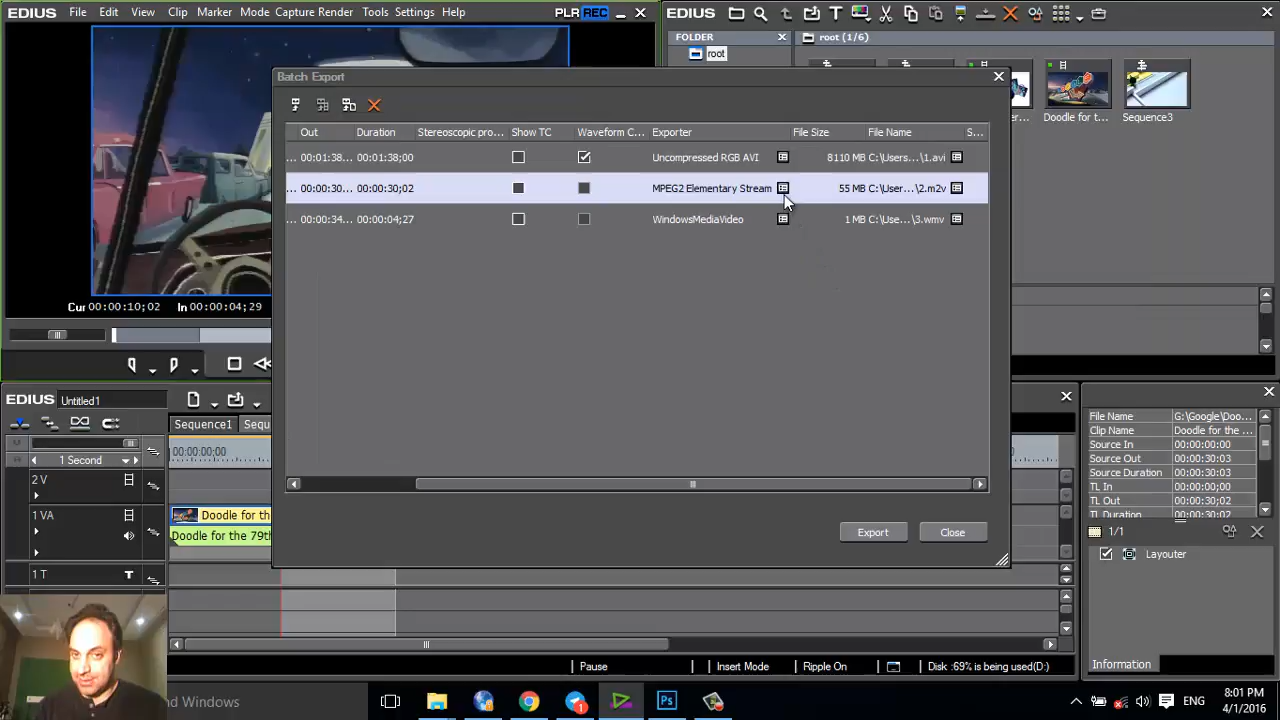 File Edit View Clip Marker Mode Capture Render Tools Settings Help PLR REC
EDIUS
FOLDER
root
root (1/6)
Doodle for t...
Sequence3
Cur 00:00:10;02 In 00:00:04;29
Batch Export
Out Duration Stereoscopic pro... Show TC Waveform C... Exporter File Size File Name S...
... 00:01:38... 00:01:38;00 Uncompressed RGB AVI 8110 MB C:\Users...\1.avi
... 00:00:30... 00:00:30;02 MPEG2 Elementary Stream 55 MB C:\User...\2.m2v
... 00:00:34... 00:00:04;27 WindowsMediaVideo 1 MB C:\Use...\3.wmv
Export Close
EDIUS Untitled1
Sequence1 Sequ
1 Second
00:00:00;00
2 V
1 VA
Doodle for th
Doodle for the 79th
1 T T
File Name G:\Google\Doo...
Clip Name Doodle for the ...
Source In 00:00:00;00
Source Out 00:00:30;03
Source Duration 00:00:30;03
TL In 00:00:00;00
TL Out 00:00:30;02
TL Duration 00:00:30;02
1/1
Layouter
Information
Pause Insert Mode Ripple On Disk :69% is being used(D:)
nd Windows
1
Ps
ENG
8:01 PM
4/1/2016